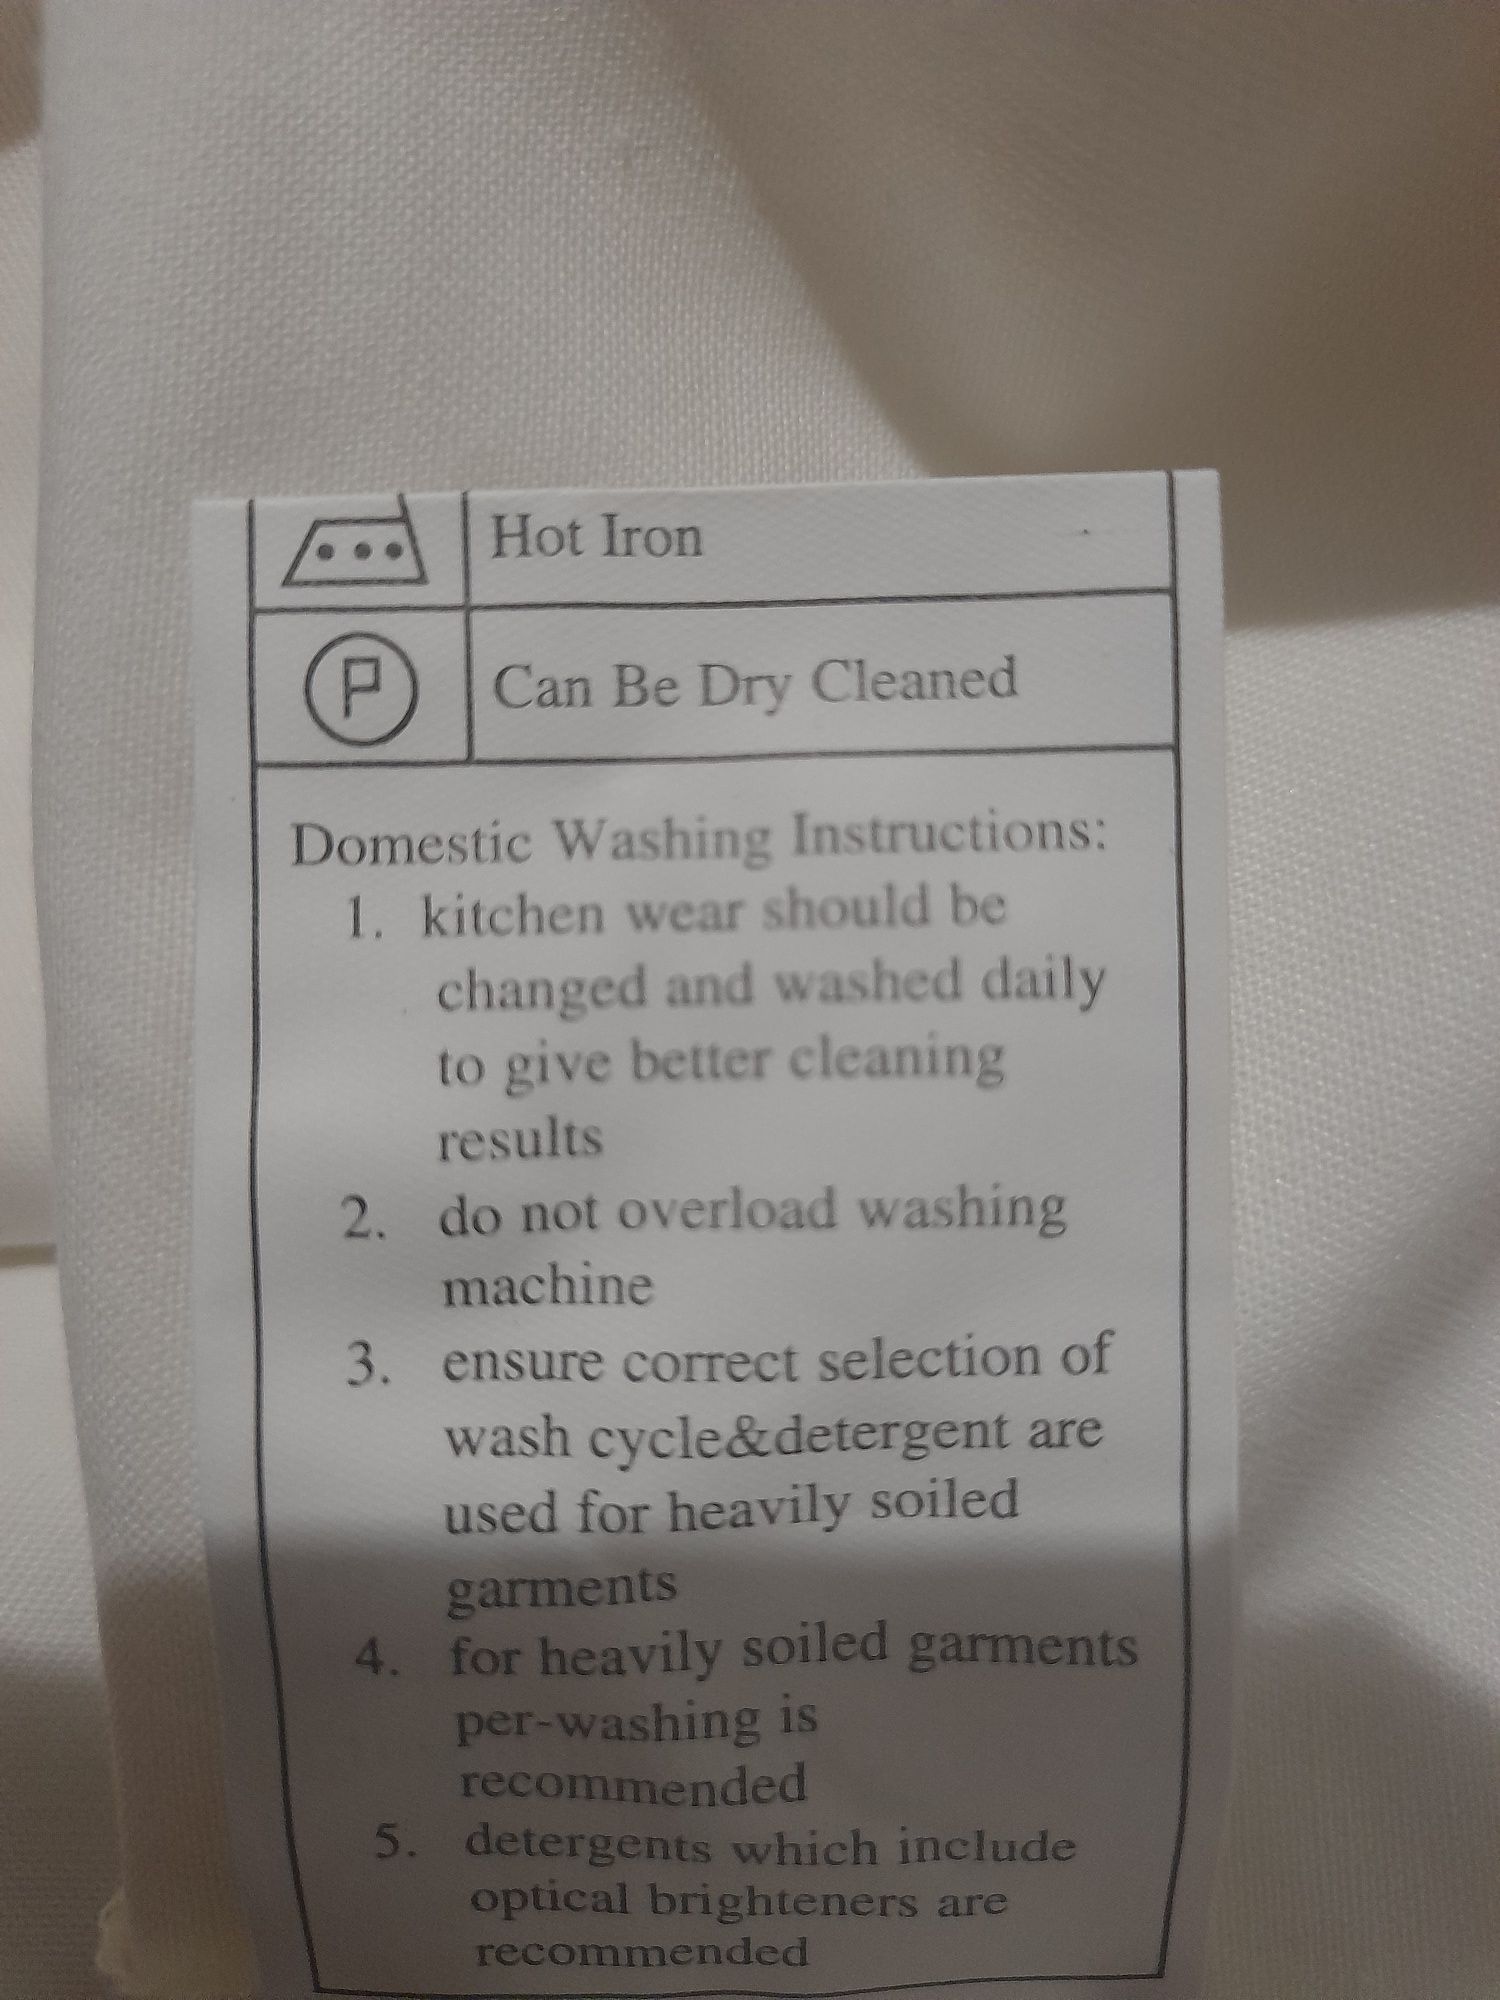 Hot Iron
P
Can Be Dry Cleaned
Domestic Washing Instructions:
1. kitchen wear should be
changed and washed daily
to give better cleaning
results
2. do not overload washing
machine
3. ensure correct selection of
wash cycle&detergent are
used for heavily soiled
garments
4. for heavily soiled garments
per-washing is
recommended
5. detergents which include
optical brighteners are
recommended